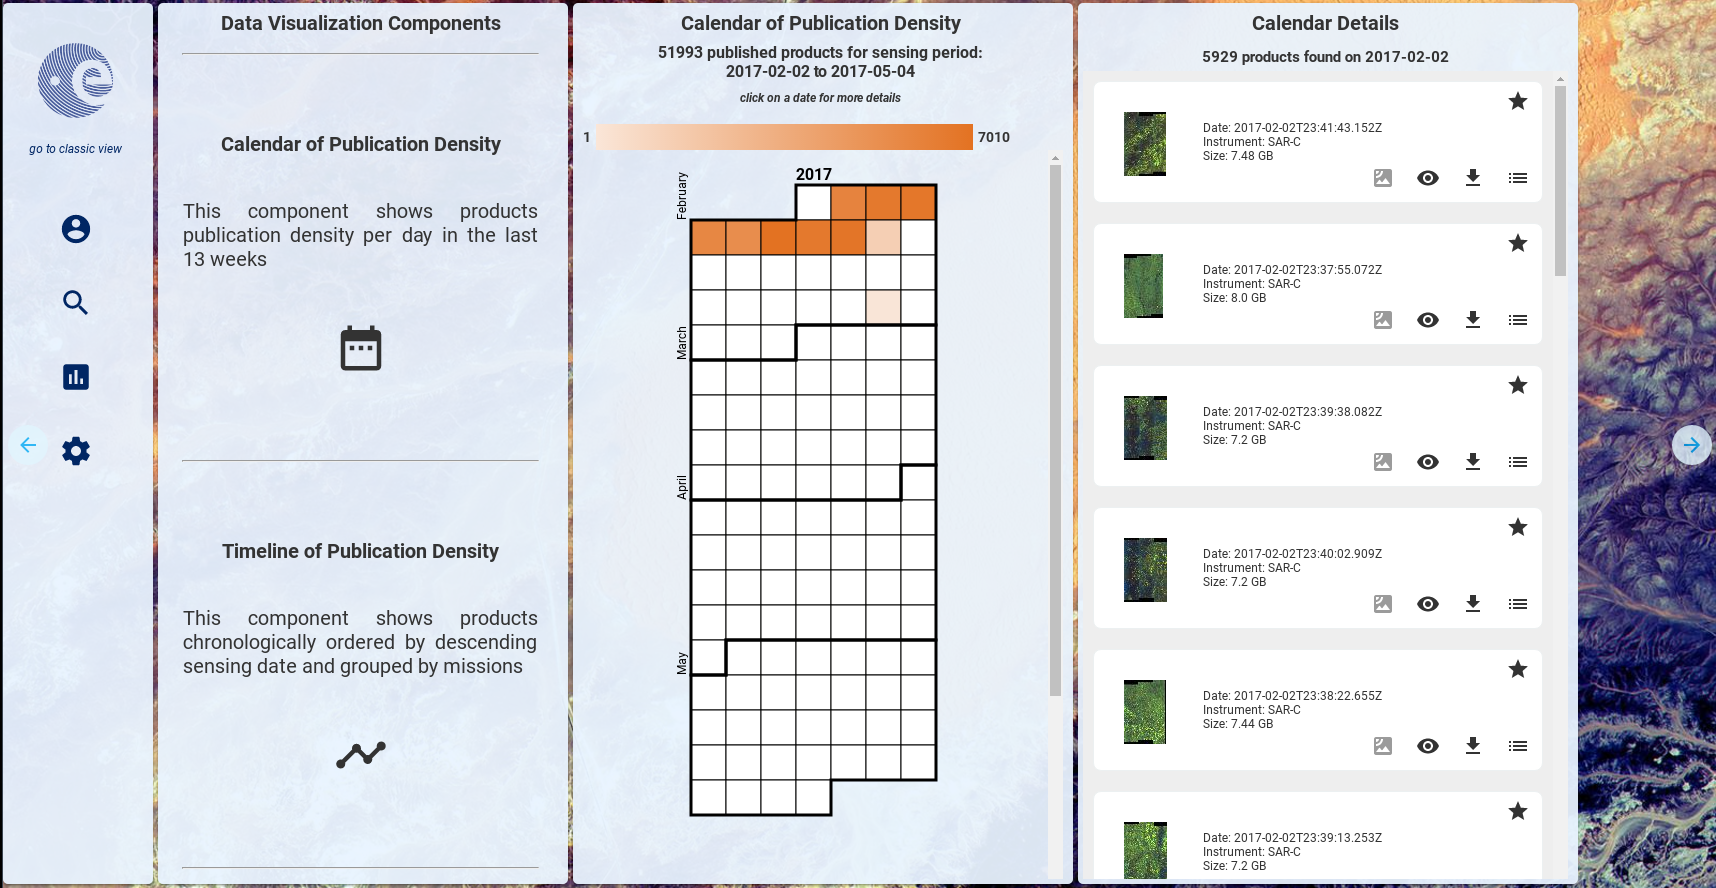 go to classic view
Data Visualization Components
Calendar of Publication Density
This component shows products
publication density per day in the last
13 weeks
Timeline of Publication Density
This component shows products
chronologically ordered by descending
sensing date and grouped by missions
Calendar of Publication Density
51993 published products for sensing period:
2017-02-02 to 2017-05-04
click on a date for more details
1 7010
2017
February
March
April
May
Calendar Details
5929 products found on 2017-02-02
Date: 2017-02-02T23:41:43.152Z
Instrument: SAR-C
Size: 7.48 GB
Date: 2017-02-02T23:37:55.072Z
Instrument: SAR-C
Size: 8.0 GB
Date: 2017-02-02T23:39:38.082Z
Instrument: SAR-C
Size: 7.2 GB
Date: 2017-02-02T23:40:02.909Z
Instrument: SAR-C
Size: 7.2 GB
Date: 2017-02-02T23:38:22.655Z
Instrument: SAR-C
Size: 7.44 GB
Date: 2017-02-02T23:39:13.253Z
Instrument: SAR-C
Size: 7.2 GB